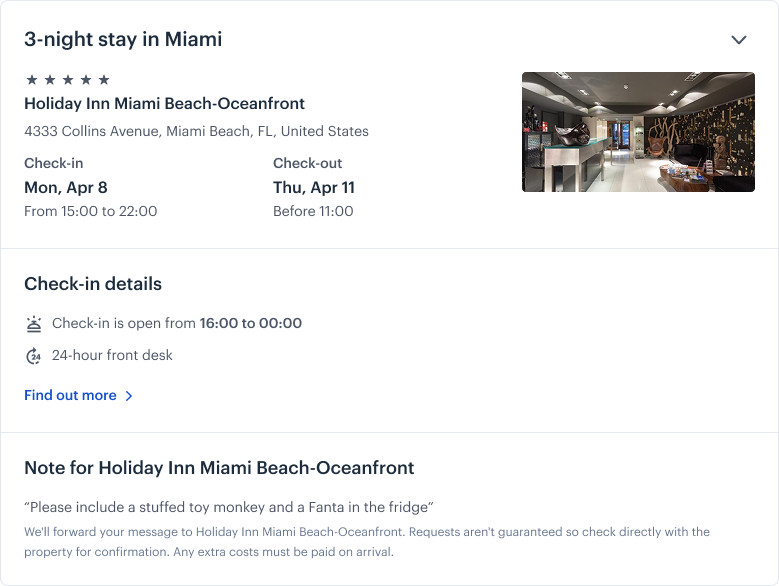 3-night stay in Miami
Holiday Inn Miami Beach-Oceanfront
4333 Collins Avenue, Miami Beach, FL, United States
Check-in
Mon, Apr 8
From 15:00 to 22:00
Check-out
Thu, Apr 11
Before 11:00
Check-in details
Check-in is open from 16:00 to 00:00
24
24-hour front desk
Find out more
Note for Holiday Inn Miami Beach-Oceanfront
“Please include a stuffed toy monkey and a Fanta in the fridge”
We'll forward your message to Holiday Inn Miami Beach-Oceanfront. Requests aren't guaranteed so check directly with the
property for confirmation. Any extra costs must be paid on arrival.